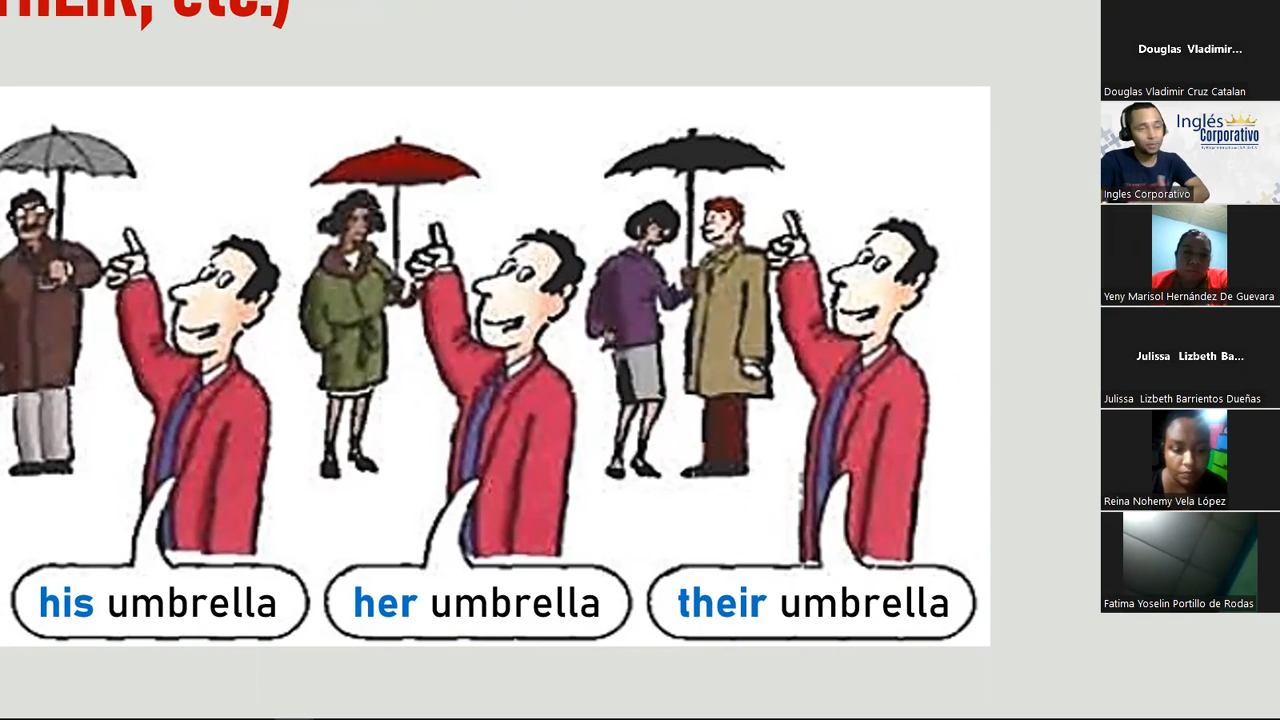 THEIR, etc.)
his umbrella
her umbrella
their umbrella
Douglas Vladimir...
Douglas Vladimir Cruz Catalan
Inglés
Corporativo
Ingles Corporativo
Yeny Marisol Hernández De Guevara
Julissa Lizbeth Ba...
Julissa Lizbeth Barrientos Dueñas
Reina Nohemy Vela López
Fatima Yoselin Portillo de Rodas